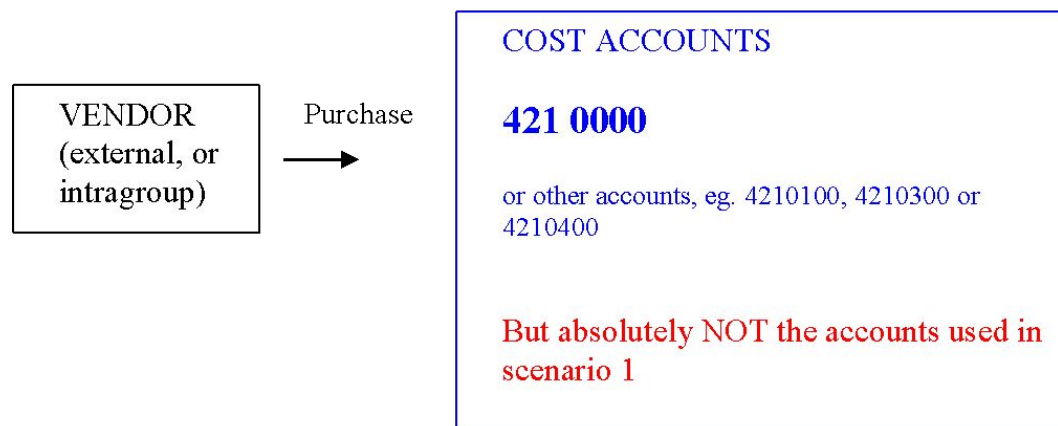 VENDOR
(external, or
intragroup)
Purchase
COST ACCOUNTS
421 0000
or other accounts, eg. 4210100, 4210300 or
4210400
But absolutely NOT the accounts used in
scenario 1